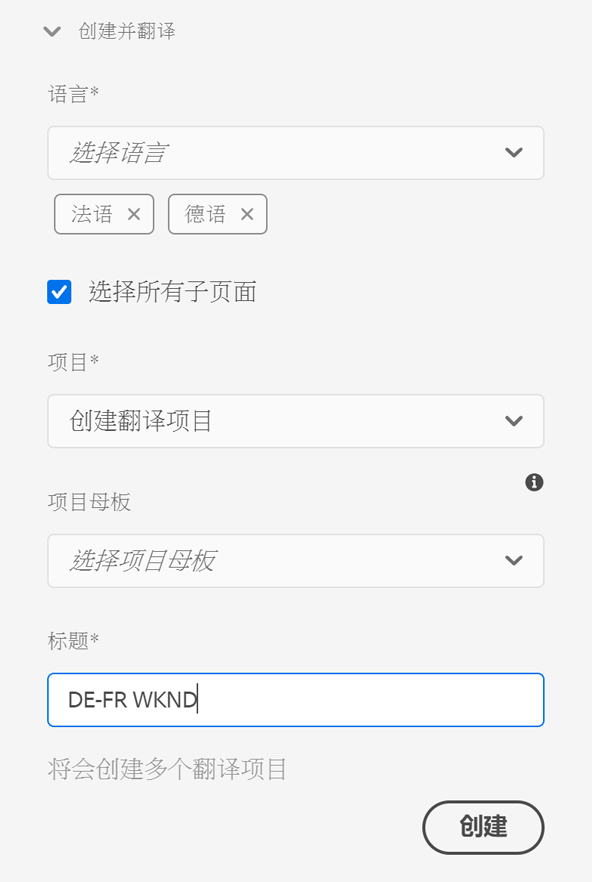 创建并翻译
语言*
选择语言
法语
德语
选择所有子页面
项目*
创建翻译项目
项目母板
选择项目母板
标题*
DE-FR WKND
将会创建多个翻译项目
创建